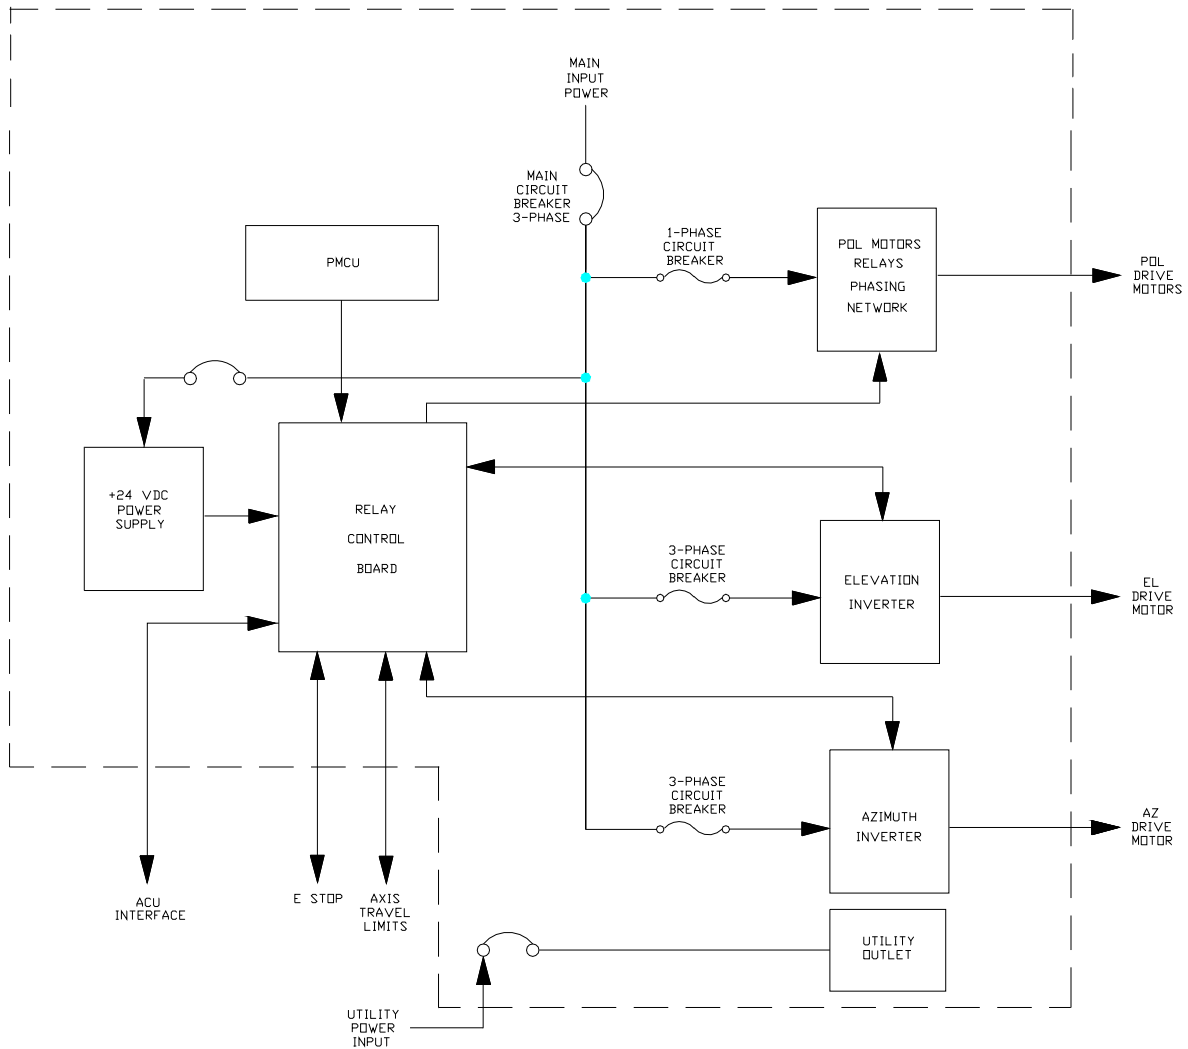 MAIN
INPUT
POWER
MAIN
CIRCUIT
BREAKER
3-PHASE
1-PHASE
CIRCUIT
BREAKER
POL MOTORS
RELAYS
PHASING
NETWORK
POL
DRIVE
MOTORS
PMCU
+24 VDC
POWER
SUPPLY
RELAY
CONTROL
BOARD
3-PHASE
CIRCUIT
BREAKER
ELEVATION
INVERTER
EL
DRIVE
MOTOR
3-PHASE
CIRCUIT
BREAKER
AZIMUTH
INVERTER
AZ
DRIVE
MOTOR
ACU
INTERFACE
E STOP
AXIS
TRAVEL
LIMITS
UTILITY
OUTLET
UTILITY
POWER
INPUT